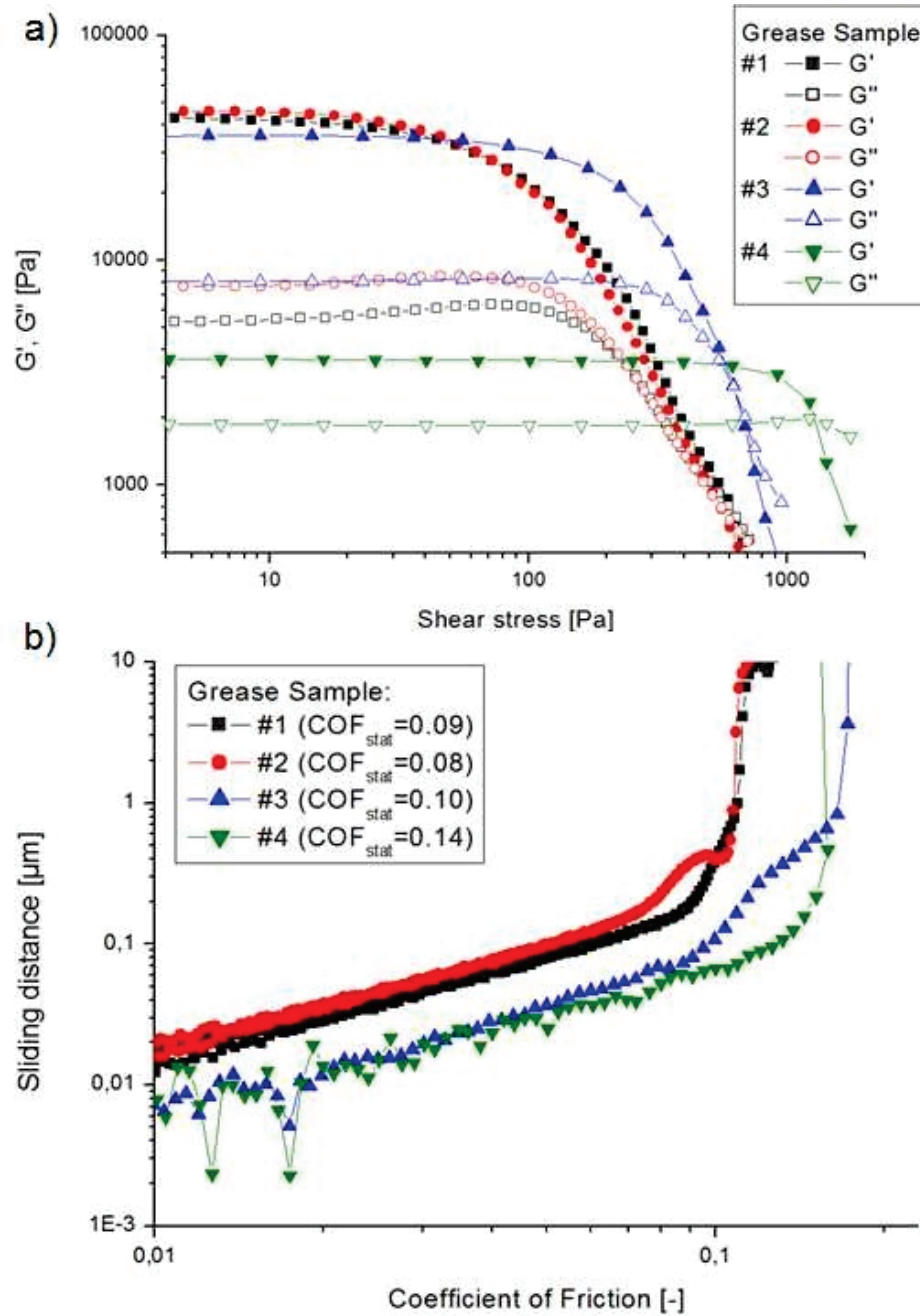 a)
100000
10000
1000
G', G" [Pa]
10
100
1000
Shear stress [Pa]
Grease Sample
#1 G'
G"
#2 G'
G"
#3 G'
G"
#4 G'
G"
b)
10
1
0,1
0,01
1E-3
Sliding distance [µm]
0,01
0,1
Coefficient of Friction [-]
Grease Sample:
#1 (COFstat=0.09)
#2 (COFstat=0.08)
#3 (COFstat=0.10)
#4 (COFstat=0.14)